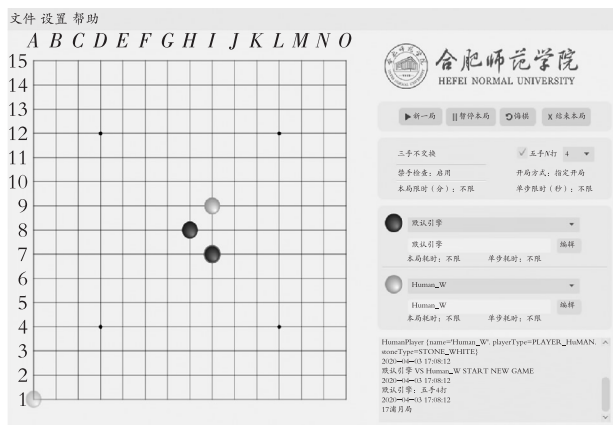 文件 设置 帮助
A B C D E F G H I J K L M N O
15
14
13
12
11
10
9
8
7
6
5
4
3
2
1
合肥师范学院
HEFEI NORMAL UNIVERSITY
新一局 暂停本局 悔棋 X 结束本局
三手不交换 五手N打 4
禁手检查：启用 开局方式：指定开局
本局限时（分）：不限 单步限时（秒）：不限
默认引擎
默认引擎 编辑
本局耗时：不限 单步耗时：不限
Human_W
Human_W 编辑
本局耗时：不限 单步耗时：不限
HumanPlayer {name='Human_W'. playerType=PLAYER_HuMAN.
stoneType=STONE_WHITE}
默认引擎 VS Human_W START NEW GAME
2020-04-03 17:08:12
默认引擎：五手4打
2020-04-03 17:08:12
17浦月局